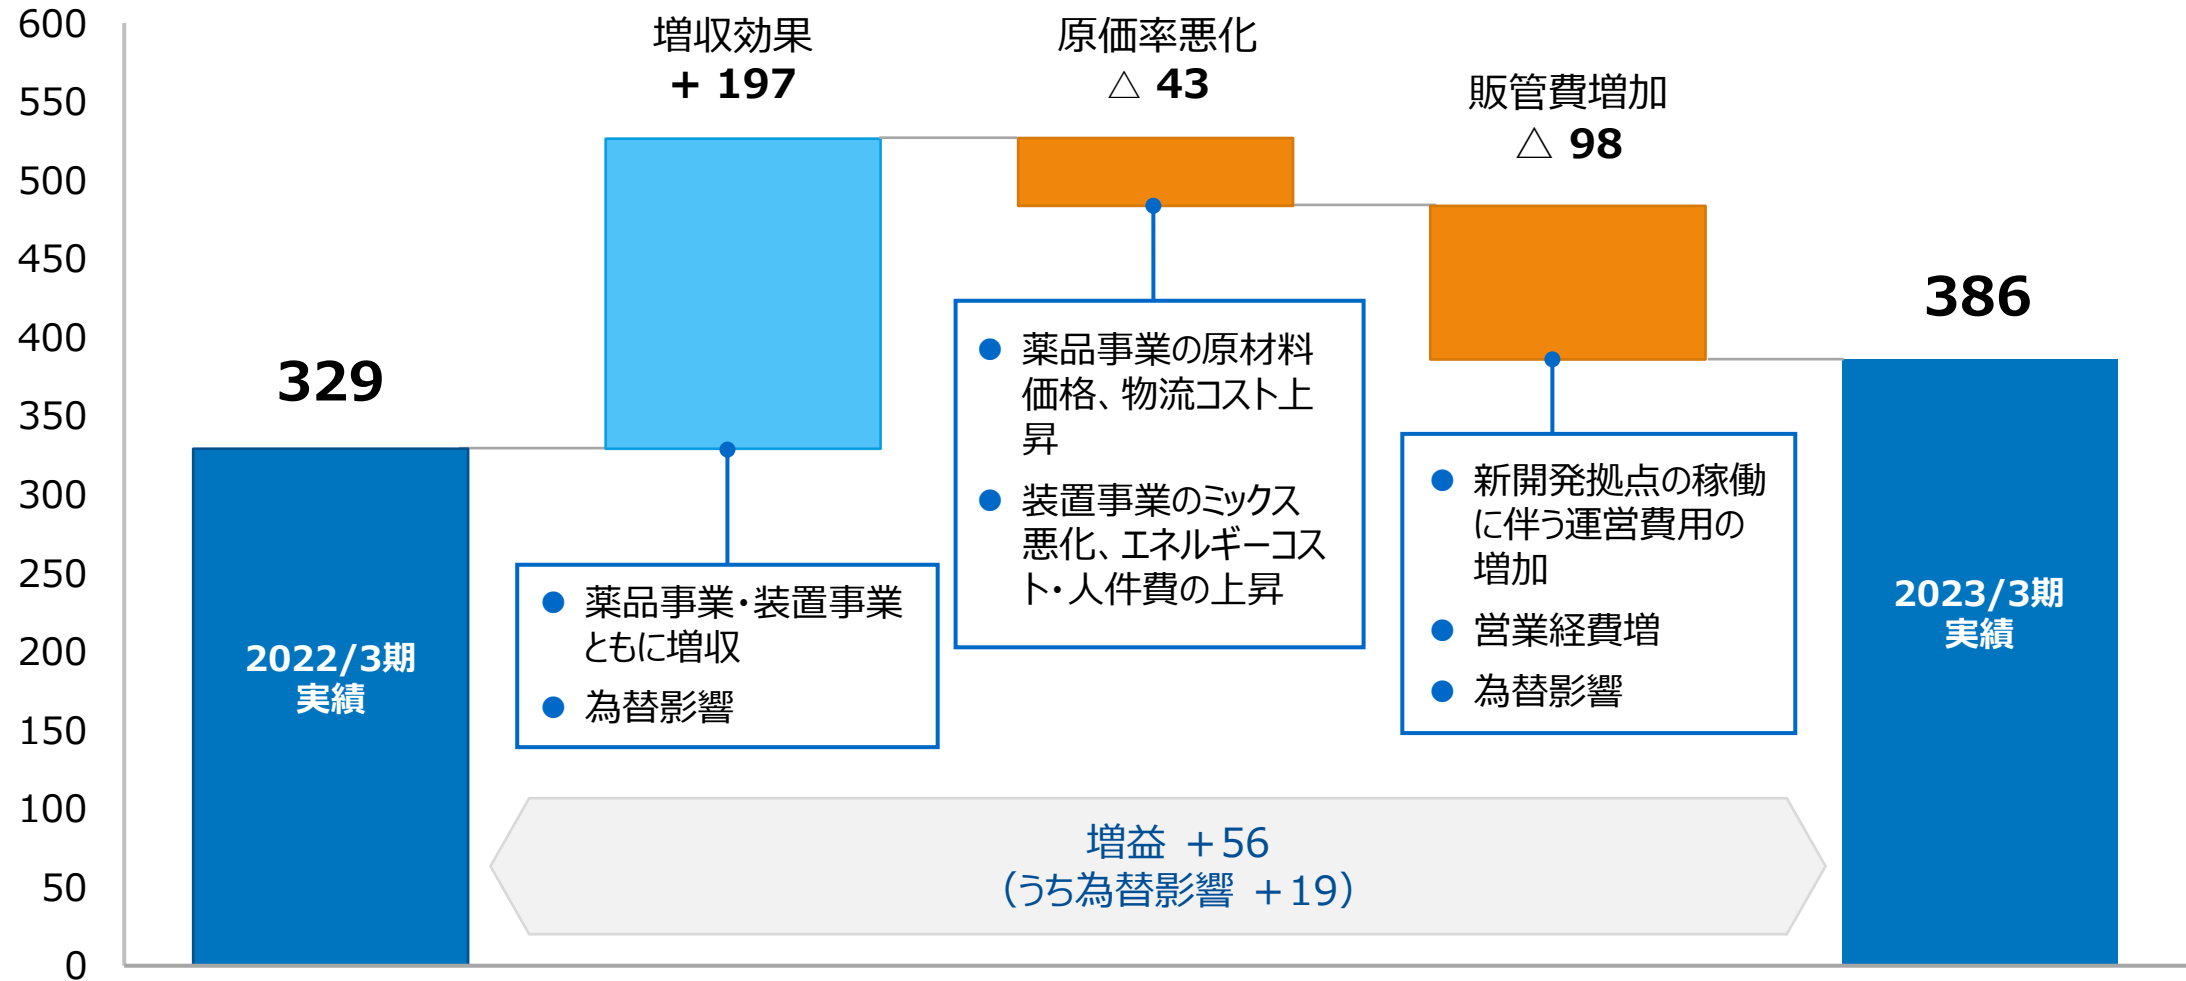 600
550
500
450
400
350
300
250
200
150
100
50
0
329
2022/3期
実績
増収効果
+ 197
● 薬品事業・装置事業
ともに増収
● 為替影響
原価率悪化
△ 43
● 薬品事業の原材料
価格、物流コスト上
昇
● 装置事業のミックス
悪化、エネルギーコス
ト・人件費の上昇
販管費増加
△ 98
● 新開発拠点の稼働
に伴う運営費用の
増加
● 営業経費増
● 為替影響
386
2023/3期
実績
増益 +56
(うち為替影響 +19)